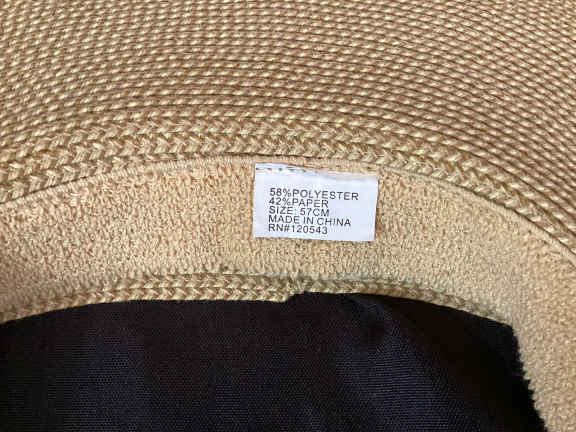 58%POLYESTER
42%PAPER
SIZE: 57CM
MADE IN CHINA
RN#120543